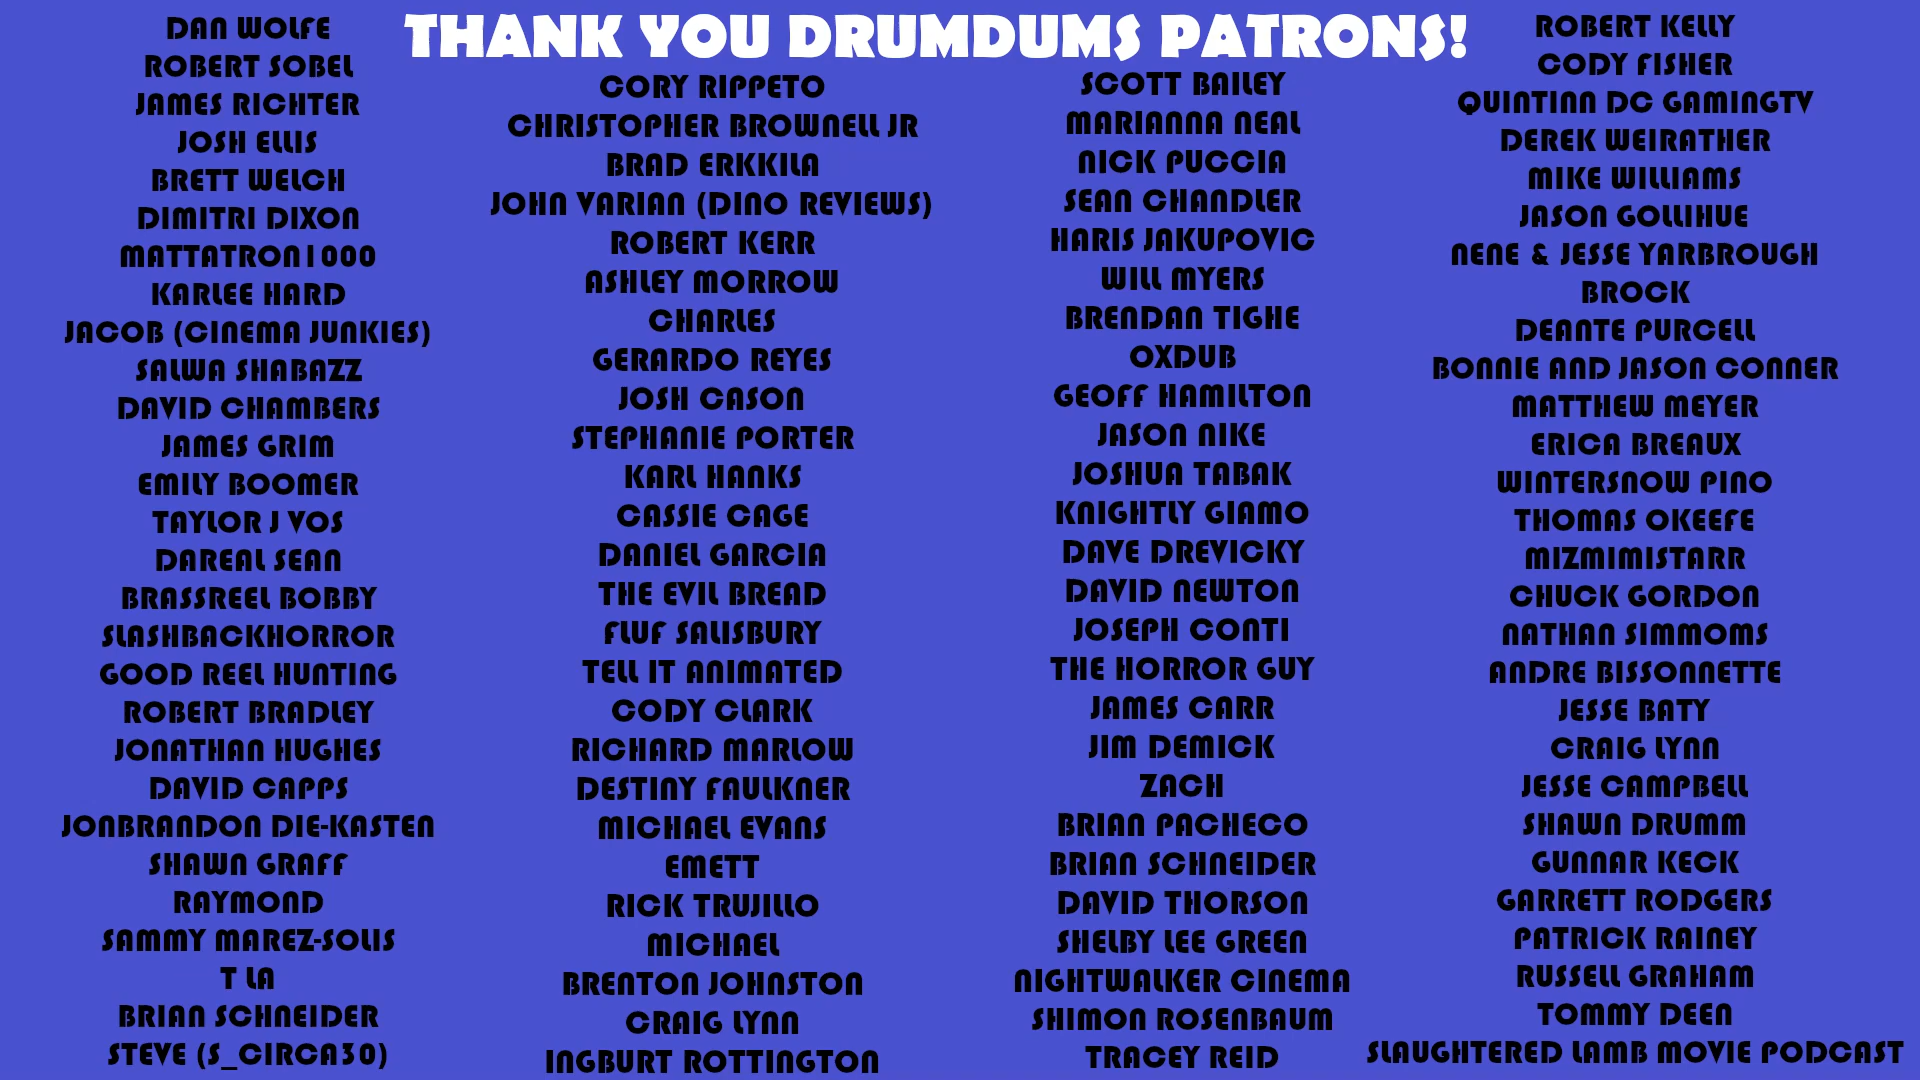 THANK YOU DRUMDUMS PATRONS!
DAN WOLFE
ROBERT SOBEL
JAMES RICHTER
JOSH ELLIS
BRETT WELCH
DIMITRI DIXON
MATTATRON1000
KARLEE HARD
JACOB (CINEMA JUNKIES)
SALWA SHABAZZ
DAVID CHAMBERS
JAMES GRIM
EMILY BOOMER
TAYLOR J VOS
DAREAL SEAN
BRASSREEL BOBBY
SLASHBACKHORROR
GOOD REEL HUNTING
ROBERT BRADLEY
JONATHAN HUGHES
DAVID CAPPS
JONBRANDON DIE-KASTEN
SHAWN GRAFF
RAYMOND
SAMMY MAREZ-SOLIS
T LA
BRIAN SCHNEIDER
STEVE (S_CIRCA30)
CORY RIPPETO
CHRISTOPHER BROWNELL JR
BRAD ERKKILA
JOHN VARIAN (DINO REVIEWS)
ROBERT KERR
ASHLEY MORROW
CHARLES
GERARDO REYES
JOSH CASON
STEPHANIE PORTER
KARL HANKS
CASSIE CAGE
DANIEL GARCIA
THE EVIL BREAD
FLUF SALISBURY
TELL IT ANIMATED
CODY CLARK
RICHARD MARLOW
DESTINY FAULKNER
MICHAEL EVANS
EMETT
RICK TRUJILLO
MICHAEL
BRENTON JOHNSTON
CRAIG LYNN
INGBURT ROTTINGTON
SCOTT BAILEY
MARIANNA NEAL
NICK PUCCIA
SEAN CHANDLER
HARIS JAKUPOVIC
WILL MYERS
BRENDAN TIGHE
OXDUB
GEOFF HAMILTON
JASON NIKE
JOSHUA TABAK
KNIGHTLY GIAMO
DAVE DREVICKY
DAVID NEWTON
JOSEPH CONTI
THE HORROR GUY
JAMES CARR
JIM DEMICK
ZACH
BRIAN PACHECO
BRIAN SCHNEIDER
DAVID THORSON
SHELBY LEE GREEN
NIGHTWALKER CINEMA
SHIMON ROSENBAUM
TRACEY REID
ROBERT KELLY
CODY FISHER
QUINTINN DC GAMINGTV
DEREK WEIRATHER
MIKE WILLIAMS
JASON GOLLIHUE
NENE & JESSE YARBROUGH
BROCK
DEANTE PURCELL
BONNIE AND JASON CONNER
MATTHEW MEYER
ERICA BREAUX
WINTERSNOW PINO
THOMAS OKEEFE
MIZMIMISTARR
CHUCK GORDON
NATHAN SIMMOMS
ANDRE BISSONNETTE
JESSE BATY
CRAIG LYNN
JESSE CAMPBELL
SHAWN DRUMM
GUNNAR KECK
GARRETT RODGERS
PATRICK RAINEY
RUSSELL GRAHAM
TOMMY DEEN
SLAUGHTERED LAMB MOVIE PODCAST